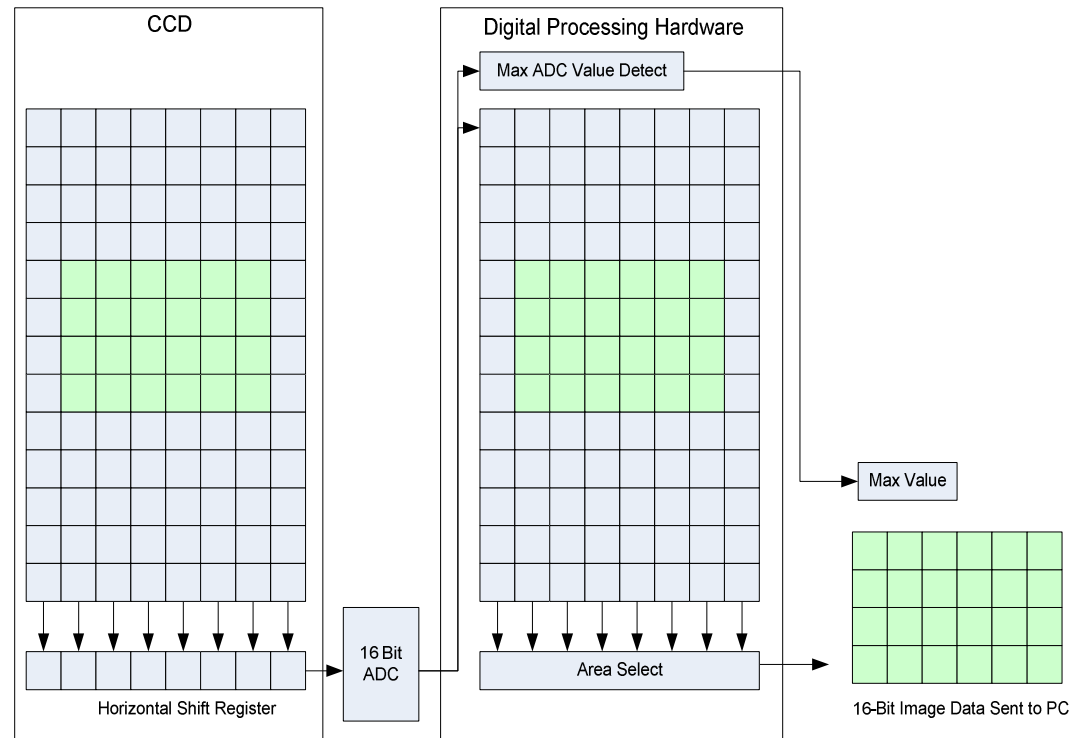 CCD
Digital Processing Hardware
Max ADC Value Detect
Max Value
16 Bit
ADC
Area Select
Horizontal Shift Register
16-Bit Image Data Sent to PC